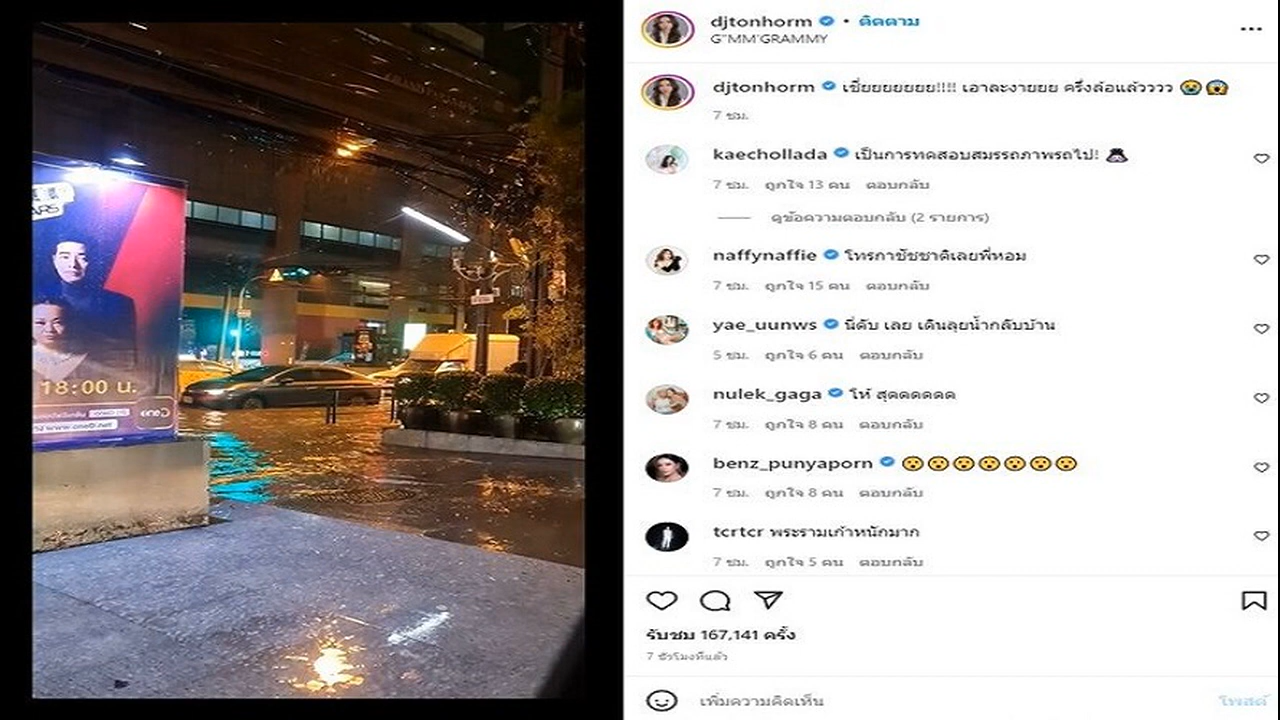 18:00 น.
oneD
www.oneD.net
djtonhorm • ติดตาม
G"MM'GRAMMY
djtonhorm เชี่ยยยยยยย!!!! เอาละงายยย ครึ่งล้อแล้วววว 😭😱
7 ชม.
kaechollada เป็นการทดสอบสมรรถภาพรถไป!
7 ชม. ถูกใจ 13 คน ตอบกลับ
ดูข้อความตอบกลับ (2 รายการ)
naffynaffie โทรกาชัชชาติเลยพี่หอม
7 ชม. ถูกใจ 15 คน ตอบกลับ
yae_uunws นี่ดับ เลย เดินลุยน้ำกลับบ้าน
5 ชม. ถูกใจ 6 คน ตอบกลับ
nulek_gaga โห้ สุดดดดดด
7 ชม. ถูกใจ 8 คน ตอบกลับ
benz_punyaporn 😮😮😮😮😮😮😮
7 ชม. ถูกใจ 8 คน ตอบกลับ
tcrtcr พระรามเก้าหนักมาก
7 ชม. ถูกใจ 5 คน ตอบกลับ
รับชม 167,141 ครั้ง
7 ชั่วโมงที่แล้ว
เพิ่มความคิดเห็น
โพสต์